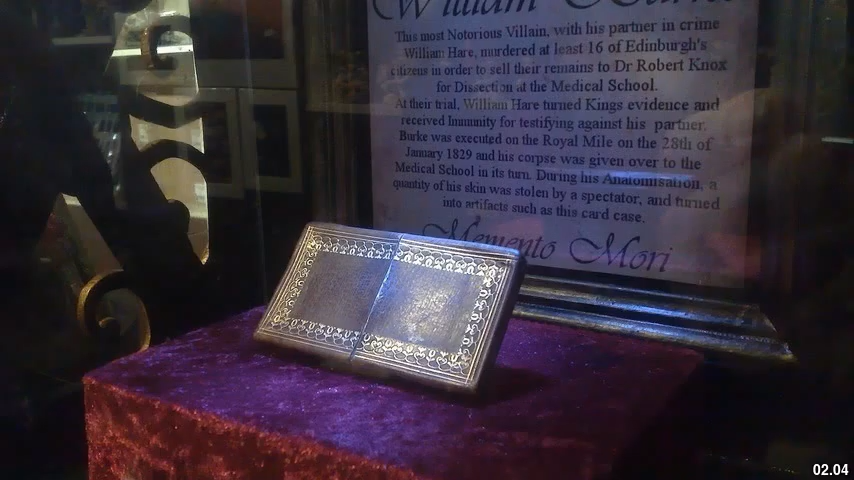 William
This most Notorious Villain, with his partner in crime
William Hare, murdered at least 16 of Edinburgh's
citizens in order to sell their remains to Dr Robert Knox
for Dissection at the Medical School.
At their trial, William Hare turned Kings evidence and
received Immunity for testifying against his partner.
Burke was executed on the Royal Mile on the 28th of
January 1829 and his corpse was given over to the
Medical School in its turn. During his Anatomisation, a
quantity of his skin was stolen by a spectator, and turned
into artifacts such as this card case.
Memento Mori
02.04